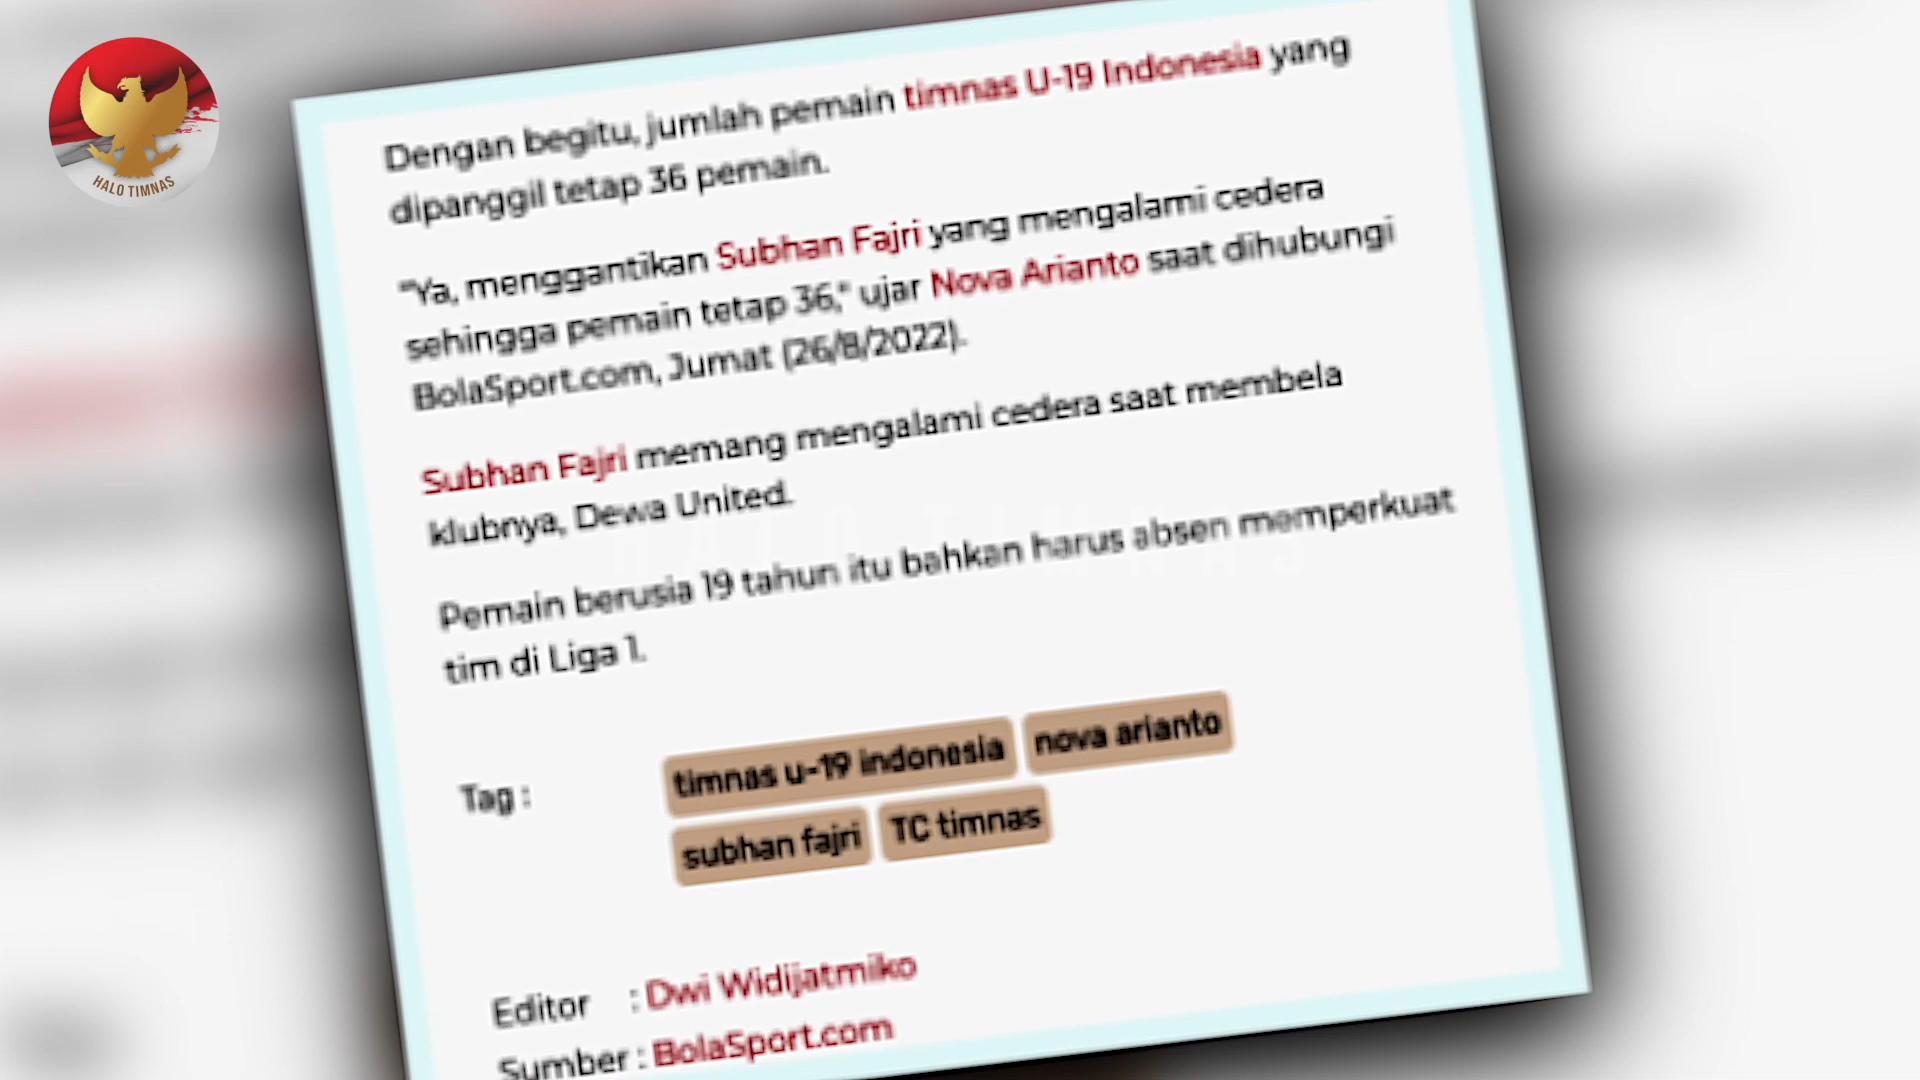 HALO TIMNAS
Dengan begitu, jumlah pemain timnas U-19 Indonesia yang
dipanggil tetap 36 pemain.
"Ya, menggantikan Subhan Fajri yang mengalami cedera
sehingga pemain tetap 36," ujar Nova Arianto saat dihubungi
BolaSport.com, Jumat (26/8/2022).
Subhan Fajri memang mengalami cedera saat membela
klubnya, Dewa United.
HALO TIMNAS
Pemain berusia 19 tahun itu bahkan harus absen memperkuat
tim di Liga 1.
Tag : timnas u-19 indonesia nova arianto
subhan fajri TC timnas
Editor : Dwi Widijatmiko
Sumber : BolaSport.com